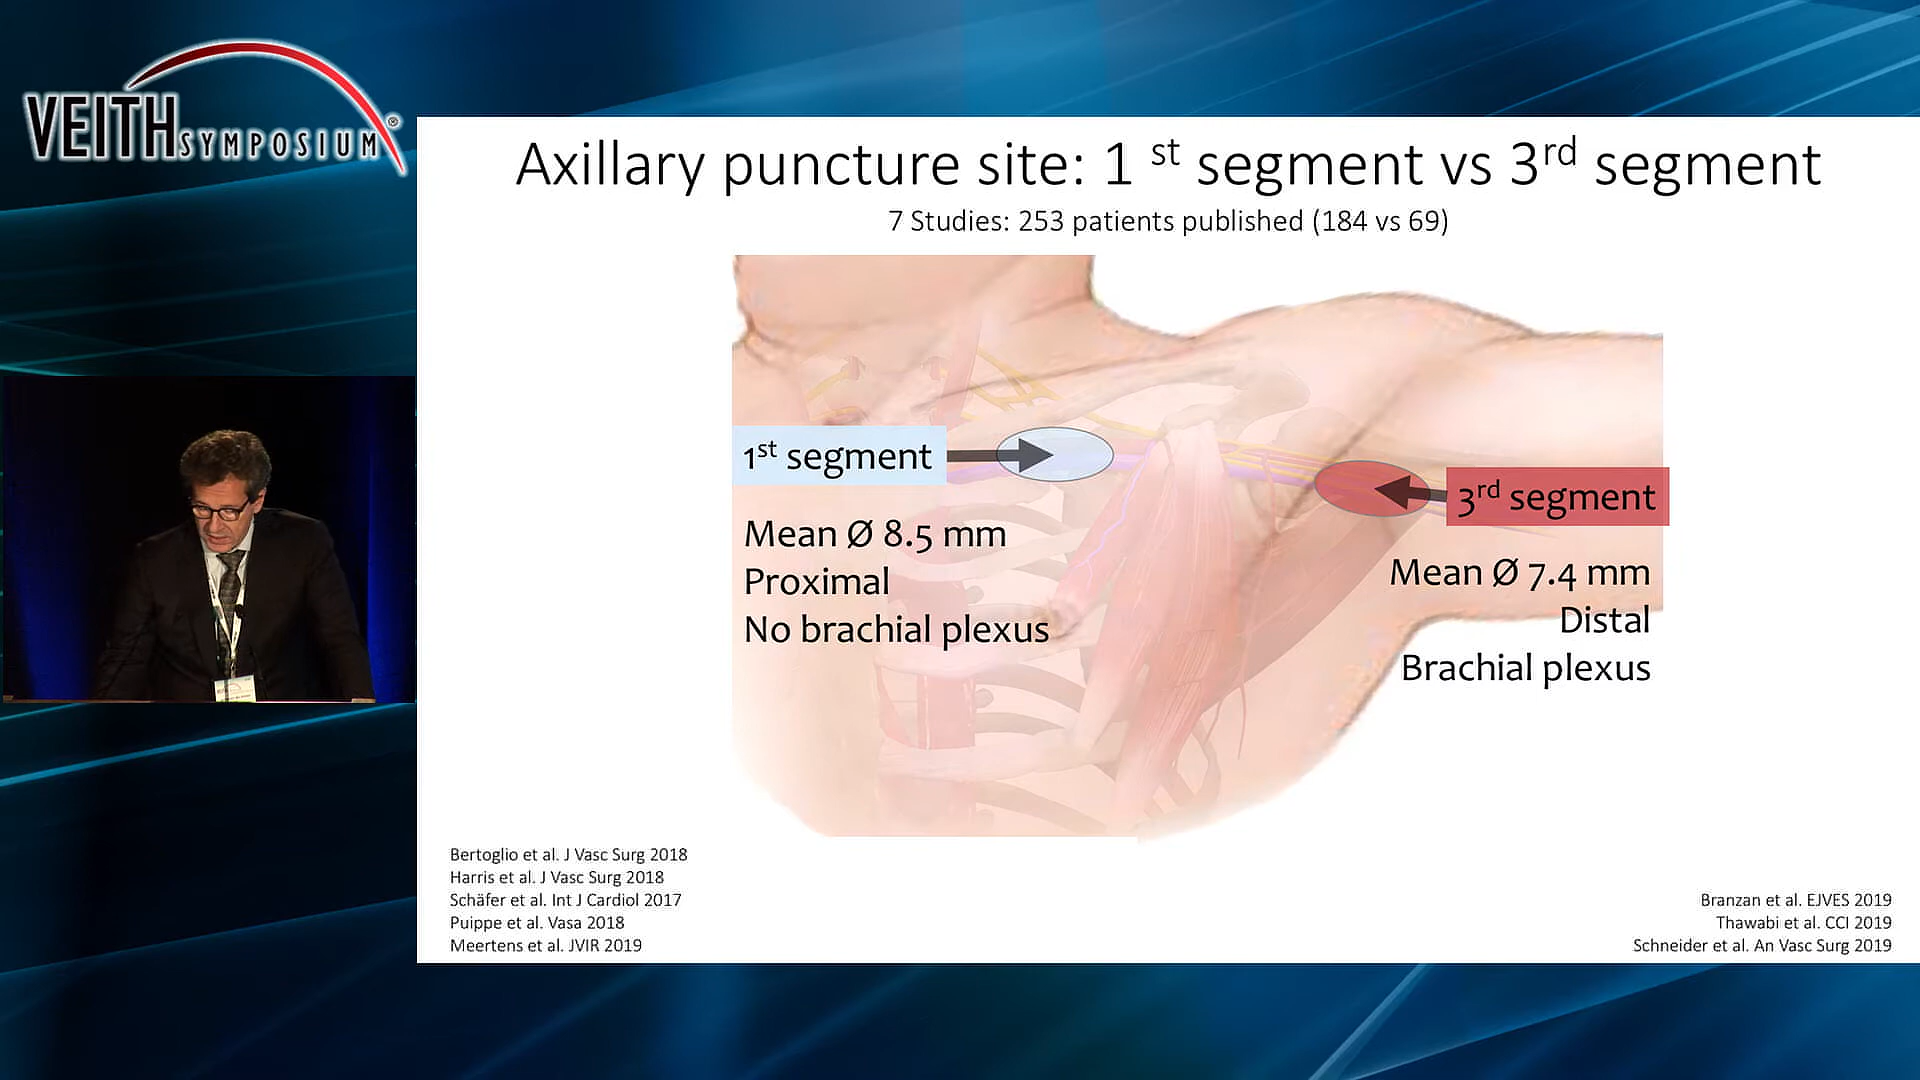 VEITHSYMPOSIUM®
Axillary puncture site: 1 st segment vs 3rd segment
7 Studies: 253 patients published (184 vs 69)
1st segment
Mean Ø 8.5 mm
Proximal
No brachial plexus
3rd segment
Mean Ø 7.4 mm
Distal
Brachial plexus
Bertoglio et al. J Vasc Surg 2018
Harris et al. J Vasc Surg 2018
Schäfer et al. Int J Cardiol 2017
Puippe et al. Vasa 2018
Meertens et al. JVIR 2019
Branzan et al. EJVES 2019
Thawabi et al. CCI 2019
Schneider et al. An Vasc Surg 2019